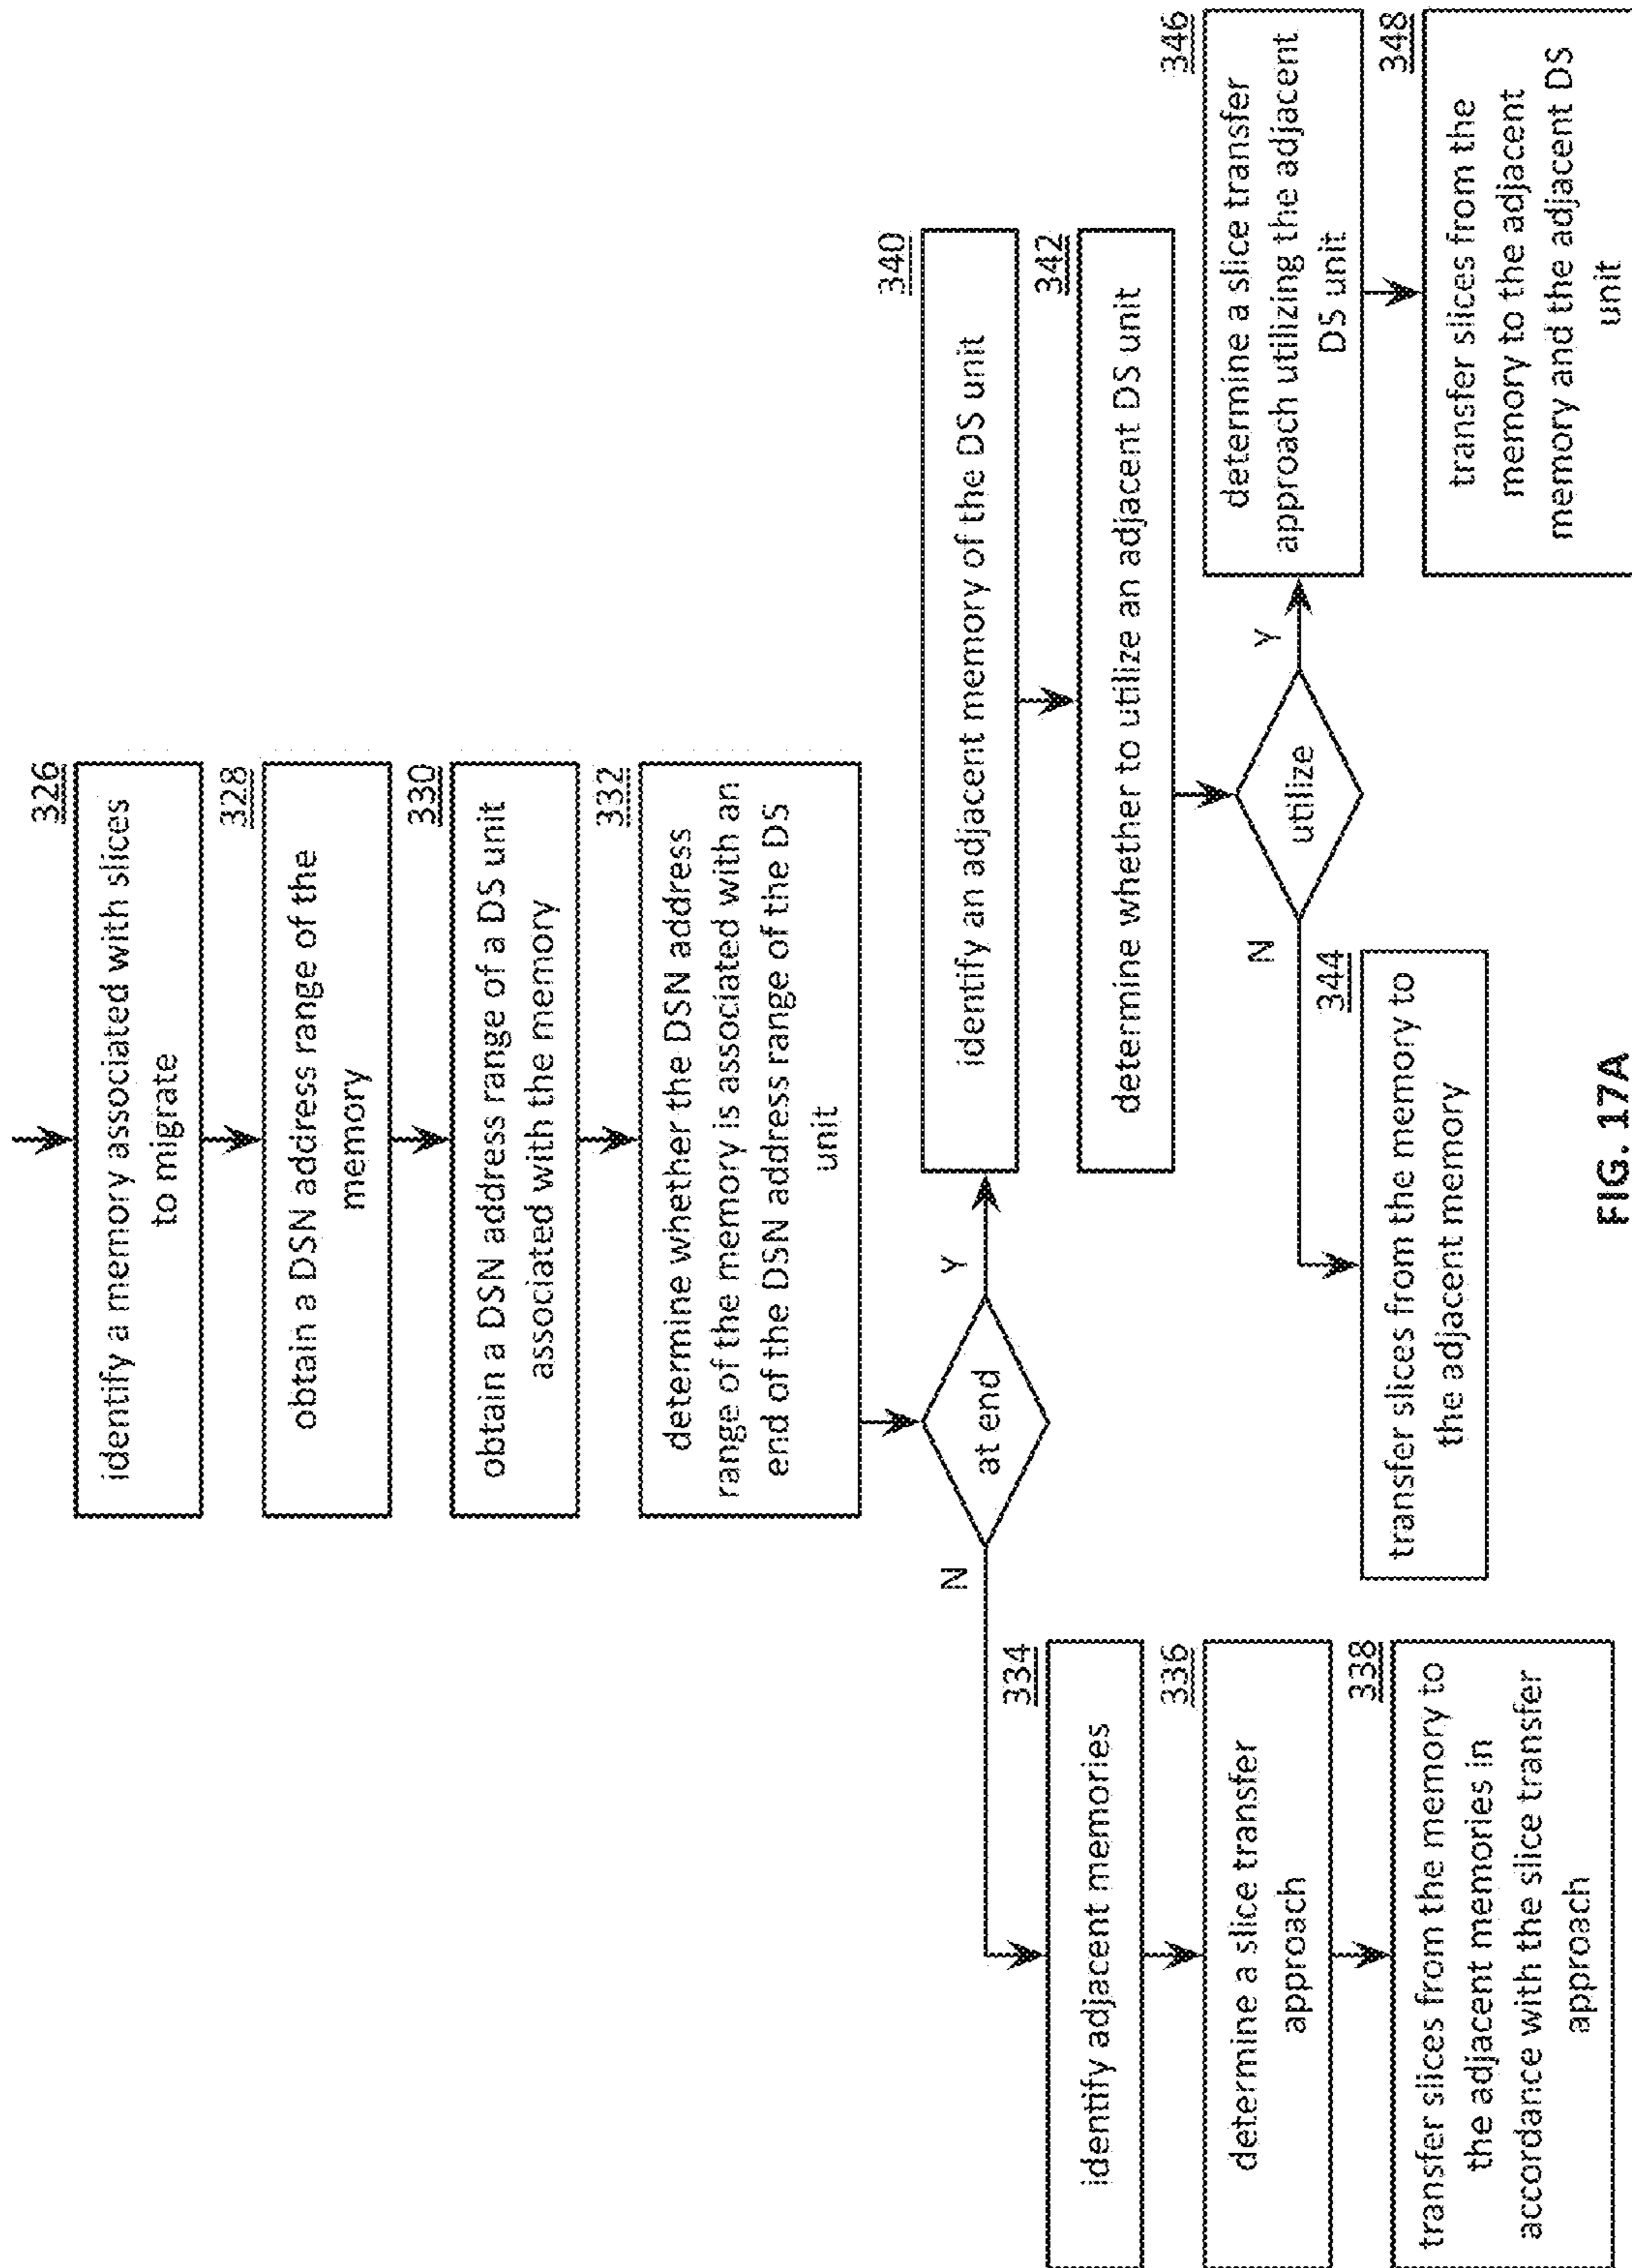 326
identify a memory associated with slices
to migrate
328
obtain a DSN address range of the
memory
330
obtain a DSN address range of a DS unit
associated with the memory
332
determine whether the DSN address
range of the memory is associated with an
end of the DSN address range of the DS
unit
at end
N
Y
334
identify adjacent memories
336
determine a slice transfer
approach
338
transfer slices from the memory to
the adjacent memories in
accordance with the slice transfer
approach
340
identify an adjacent memory of the DS unit
342
determine whether to utilize an adjacent DS unit
utilize
N
Y
344
transfer slices from the memory to
the adjacent memory
346
determine a slice transfer
approach utilizing the adjacent
DS unit
348
transfer slices from the
memory to the adjacent
memory and the adjacent DS
unit
FIG. 17A